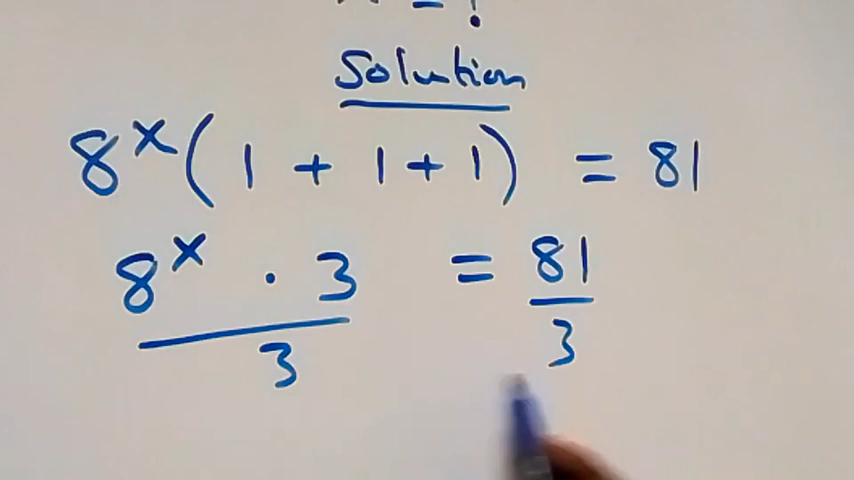 = ?
Solution
8^x (1 + 1 + 1) = 81
8^x · 3 / 3 = 81 / 3